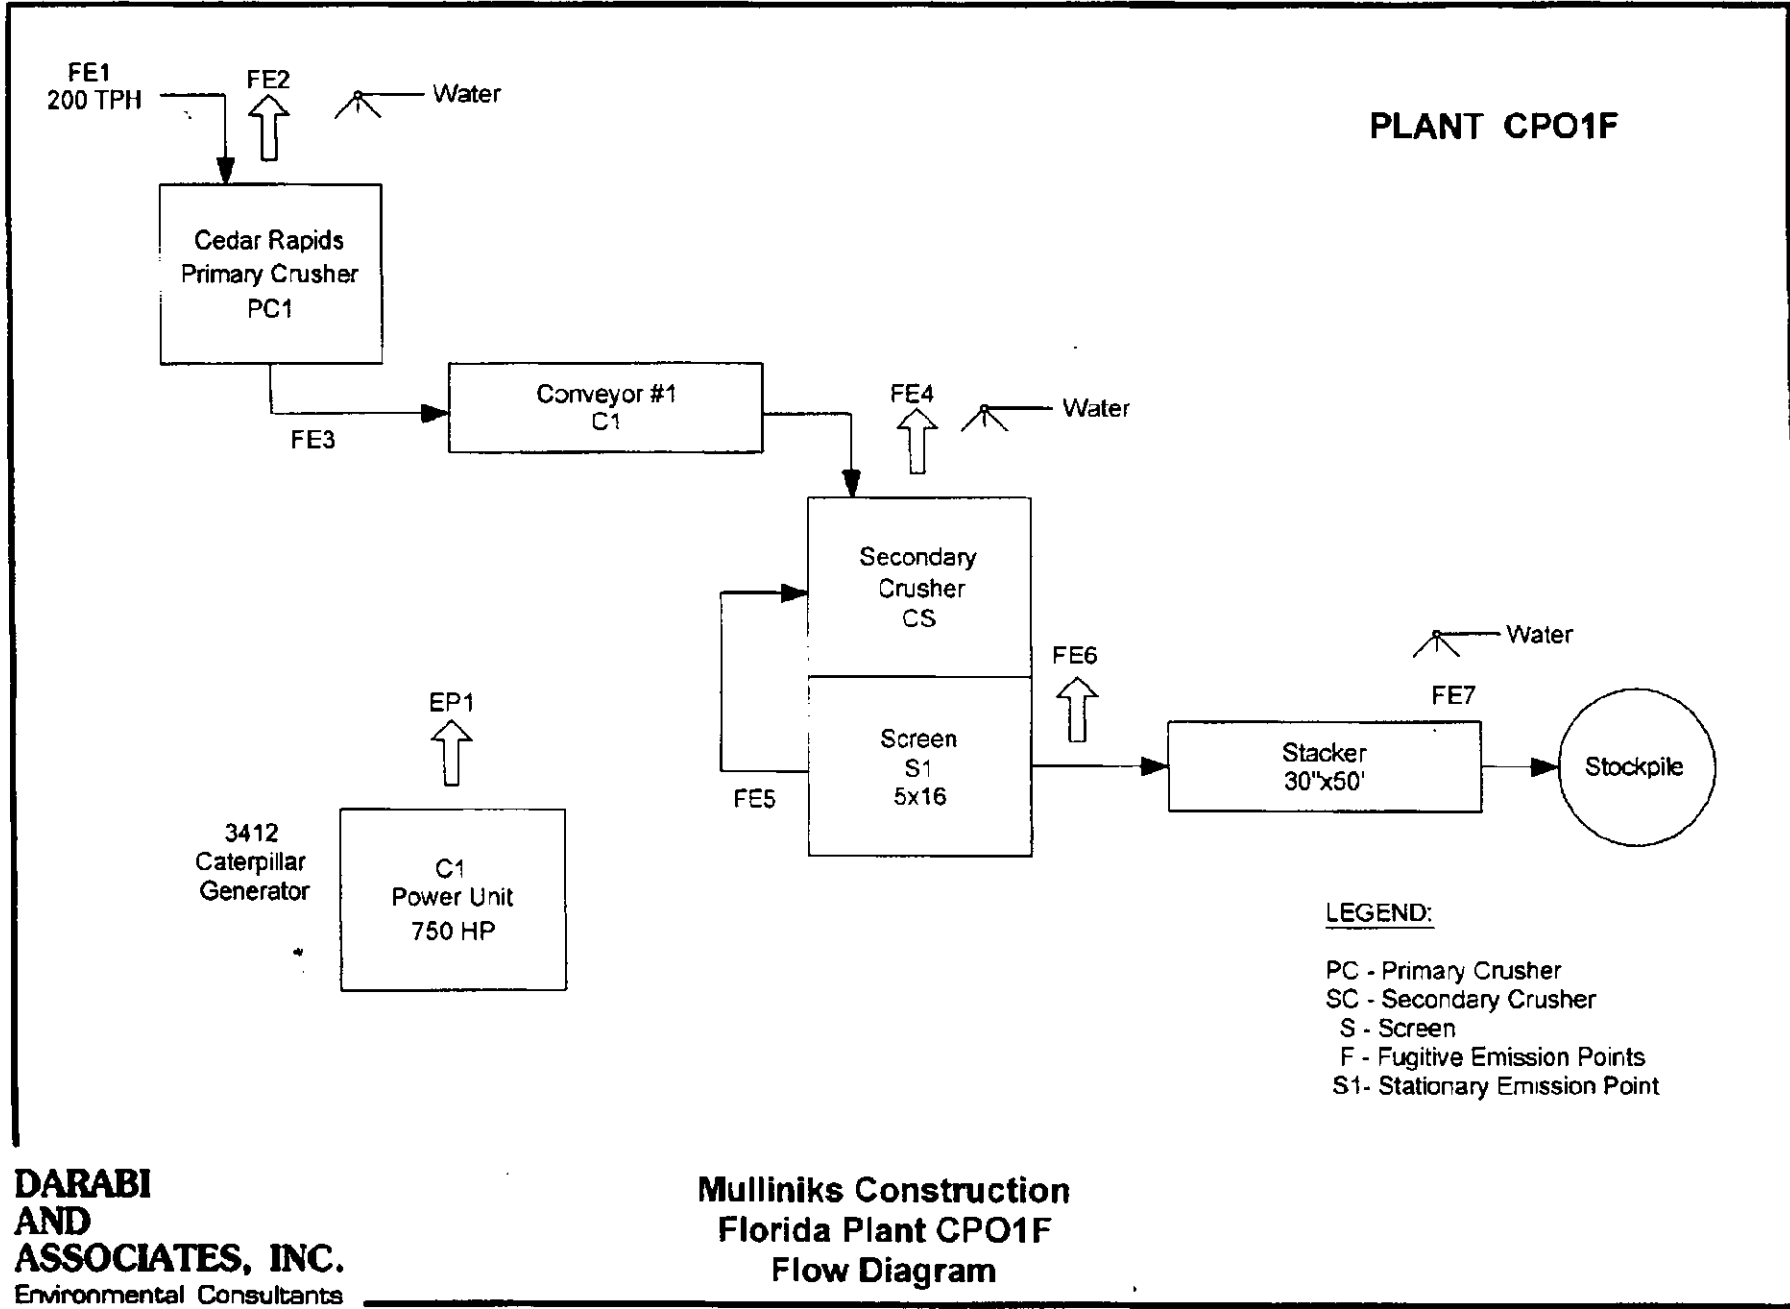 FE1
200 TPH
FE2
Water
PLANT CPO1F
Cedar Rapids
Primary Crusher
PC1
FE3
Conveyor #1
C1
FE4
Water
Secondary
Crusher
CS
FE5
Screen
S1
5x16
FE6
Water
FE7
Stacker
30"x50'
Stockpile
EP1
3412
Caterpillar
Generator
C1
Power Unit
750 HP
LEGEND:
PC - Primary Crusher
SC - Secondary Crusher
S - Screen
F - Fugitive Emission Points
S1- Stationary Emission Point
DARABI
AND
ASSOCIATES, INC.
Environmental Consultants
Mulliniks Construction
Florida Plant CPO1F
Flow Diagram